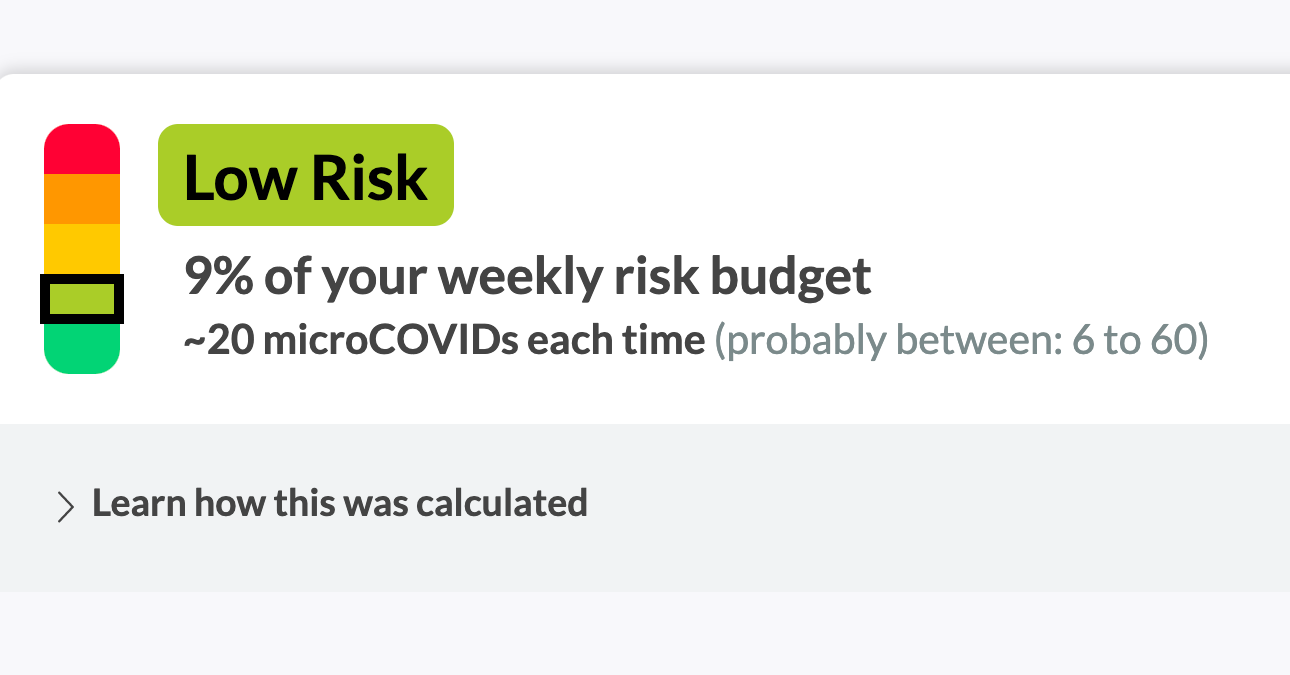 Low Risk
9% of your weekly risk budget
~20 microCOVIDs each time (probably between: 6 to 60)
Learn how this was calculated